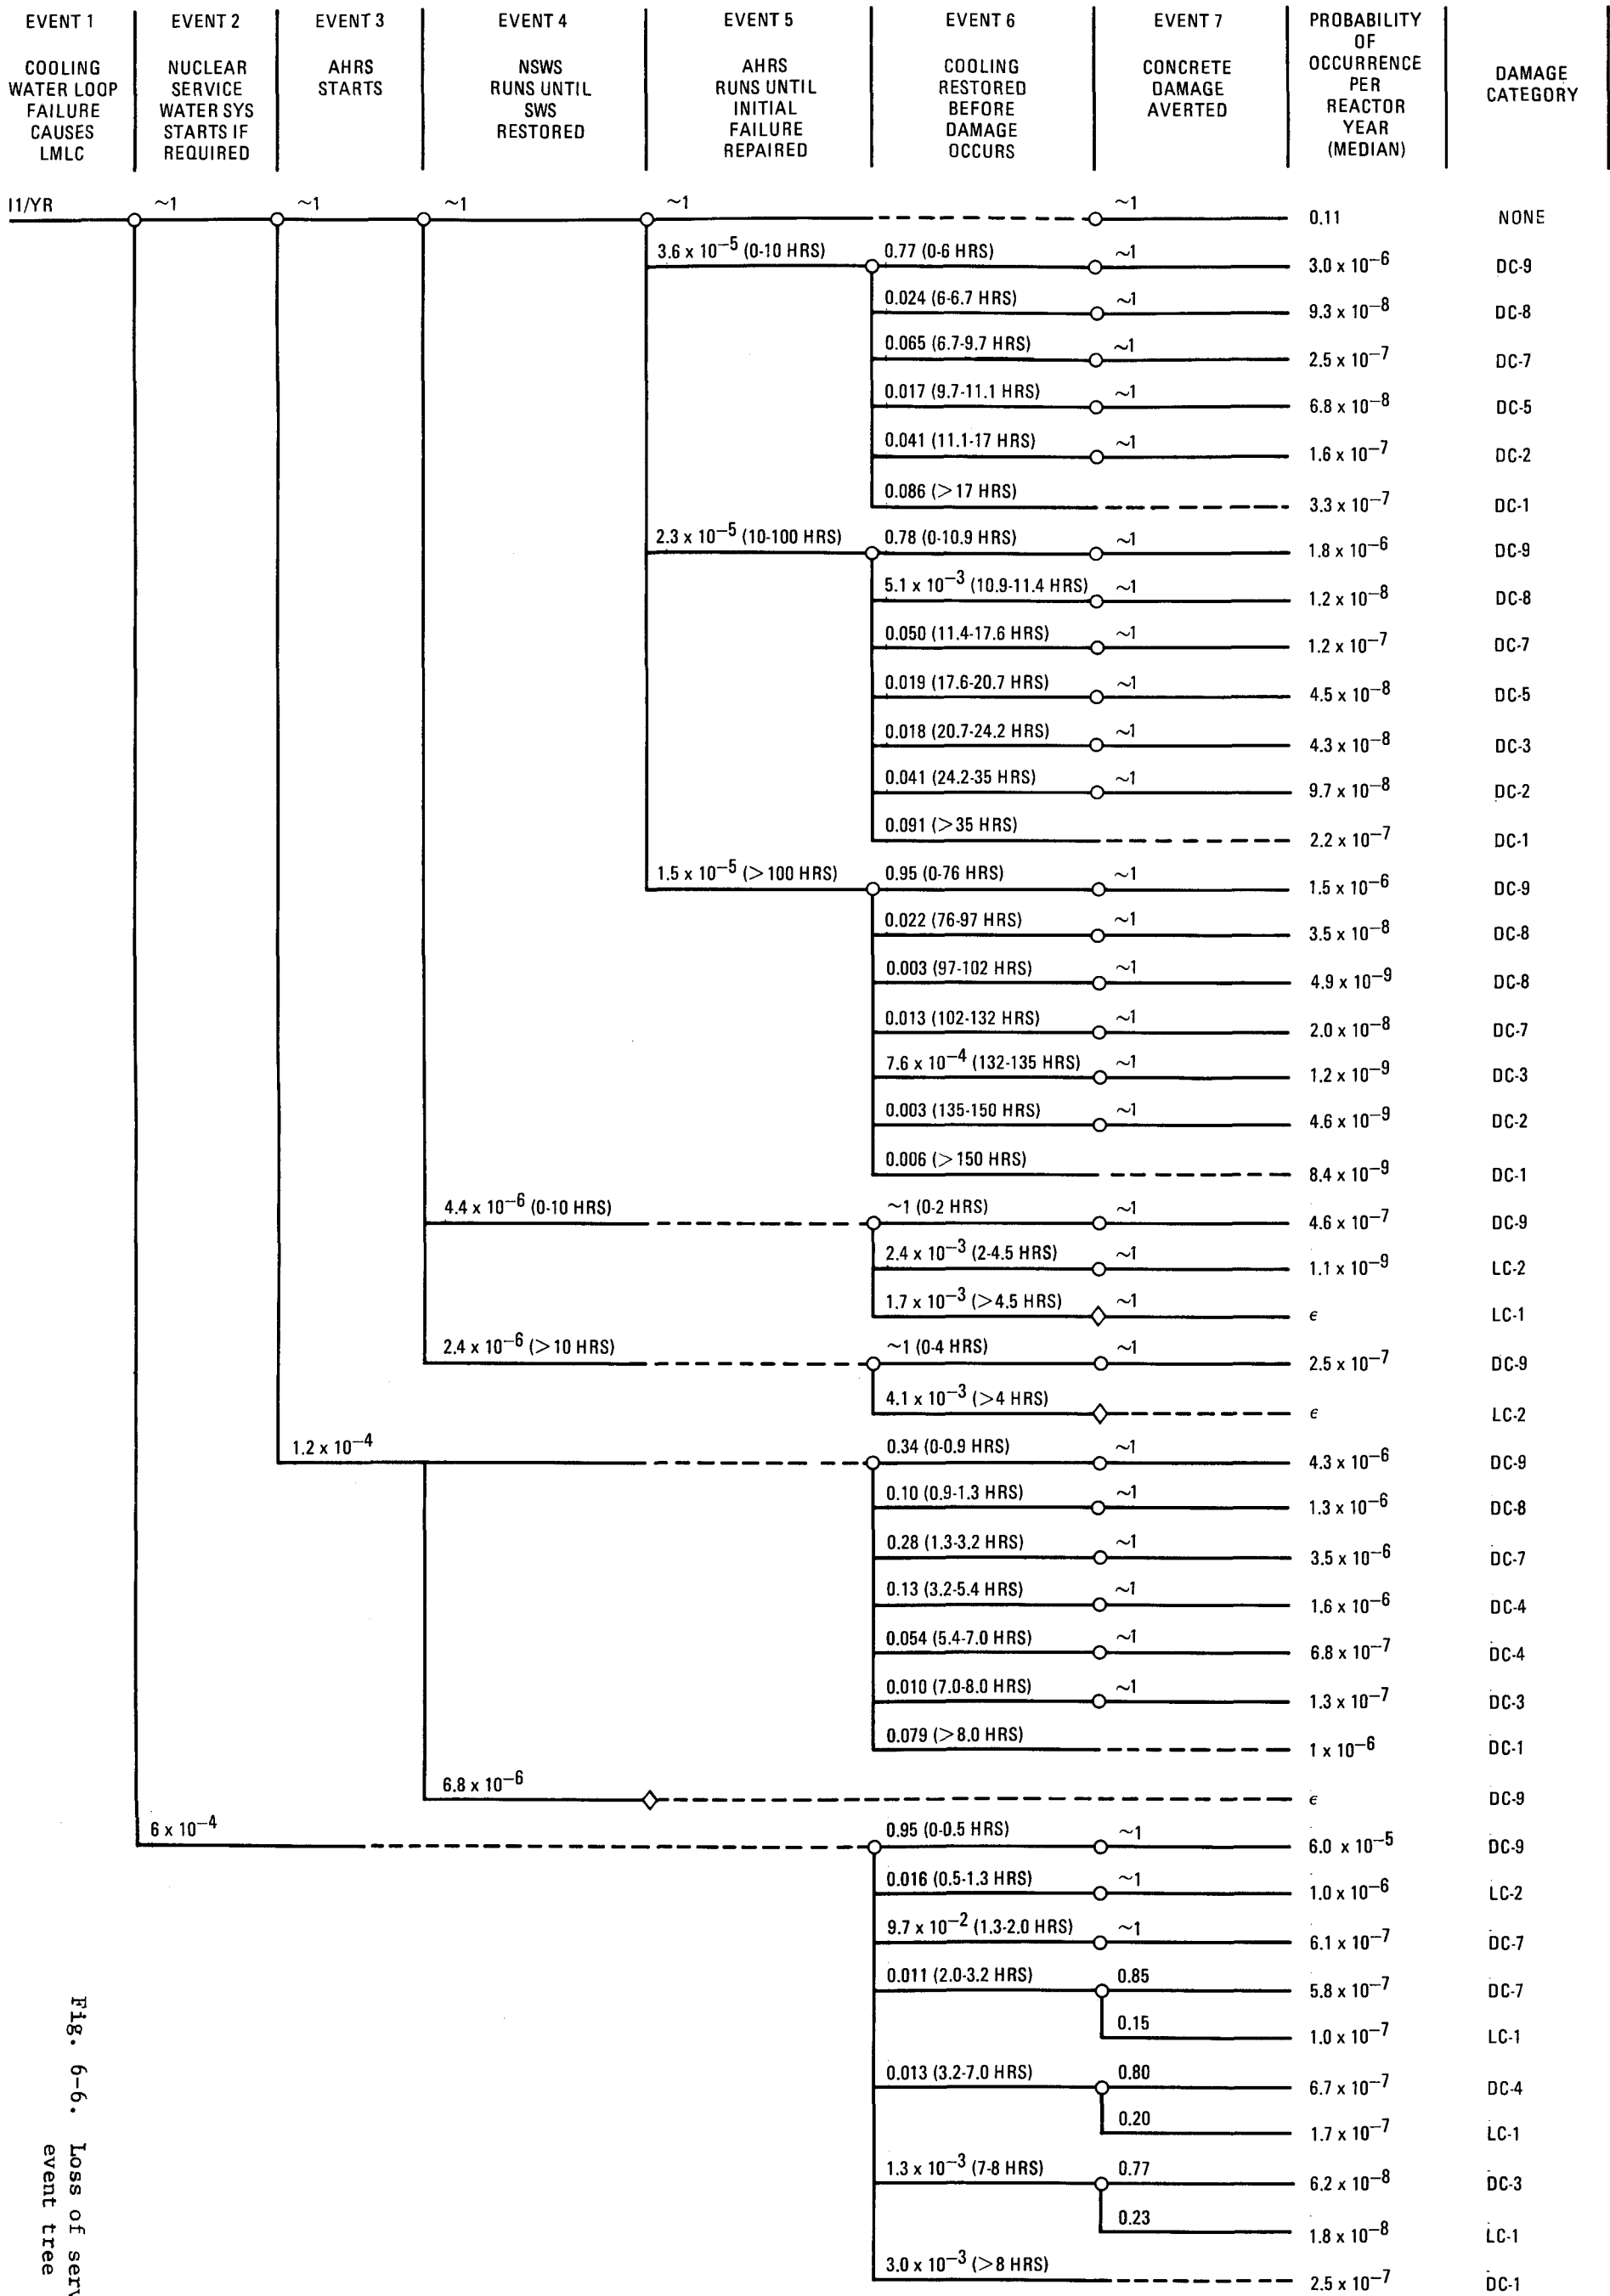 EVENT 1
COOLING
WATER LOOP
FAILURE
CAUSES
LMLC
EVENT 2
NUCLEAR
SERVICE
WATER SYS
STARTS IF
REQUIRED
EVENT 3
AHRS
STARTS
EVENT 4
NSWS
RUNS UNTIL
SWS
RESTORED
EVENT 5
AHRS
RUNS UNTIL
INITIAL
FAILURE
REPAIRED
EVENT 6
COOLING
RESTORED
BEFORE
DAMAGE
OCCURS
EVENT 7
CONCRETE
DAMAGE
AVERTED
PROBABILITY
OF
OCCURRENCE
PER
REACTOR
YEAR
(MEDIAN)
DAMAGE
CATEGORY
11/YR ~1 ~1 ~1 ~1 ~1 0.11 NONE
3.6 x 10−5 (0-10 HRS) 0.77 (0-6 HRS) ~1 3.0 x 10−6 DC-9
0.024 (6-6.7 HRS) ~1 9.3 x 10−8 DC-8
0.065 (6.7-9.7 HRS) ~1 2.5 x 10−7 DC-7
0.017 (9.7-11.1 HRS) ~1 6.8 x 10−8 DC-5
0.041 (11.1-17 HRS) ~1 1.6 x 10−7 DC-2
0.086 (>17 HRS) 3.3 x 10−7 DC-1
2.3 x 10−5 (10-100 HRS) 0.78 (0-10.9 HRS) ~1 1.8 x 10−6 DC-9
5.1 x 10−3 (10.9-11.4 HRS) ~1 1.2 x 10−8 DC-8
0.050 (11.4-17.6 HRS) ~1 1.2 x 10−7 DC-7
0.019 (17.6-20.7 HRS) ~1 4.5 x 10−8 DC-5
0.018 (20.7-24.2 HRS) ~1 4.3 x 10−8 DC-3
0.041 (24.2-35 HRS) ~1 9.7 x 10−8 DC-2
0.091 (>35 HRS) 2.2 x 10−7 DC-1
1.5 x 10−5 (>100 HRS) 0.95 (0-76 HRS) ~1 1.5 x 10−6 DC-9
0.022 (76-97 HRS) ~1 3.5 x 10−8 DC-8
0.003 (97-102 HRS) ~1 4.9 x 10−9 DC-8
0.013 (102-132 HRS) ~1 2.0 x 10−8 DC-7
7.6 x 10−4 (132-135 HRS) ~1 1.2 x 10−9 DC-3
0.003 (135-150 HRS) ~1 4.6 x 10−9 DC-2
0.006 (>150 HRS) 8.4 x 10−9 DC-1
4.4 x 10−6 (0-10 HRS) ~1 (0-2 HRS) ~1 4.6 x 10−7 DC-9
2.4 x 10−3 (2-4.5 HRS) ~1 1.1 x 10−9 LC-2
1.7 x 10−3 (>4.5 HRS) ~1 ϵ LC-1
2.4 x 10−6 (>10 HRS) ~1 (0-4 HRS) ~1 2.5 x 10−7 DC-9
4.1 x 10−3 (>4 HRS) ϵ LC-2
1.2 x 10−4 0.34 (0-0.9 HRS) ~1 4.3 x 10−6 DC-9
0.10 (0.9-1.3 HRS) ~1 1.3 x 10−6 DC-8
0.28 (1.3-3.2 HRS) ~1 3.5 x 10−6 DC-7
0.13 (3.2-5.4 HRS) ~1 1.6 x 10−6 DC-4
0.054 (5.4-7.0 HRS) ~1 6.8 x 10−7 DC-4
0.010 (7.0-8.0 HRS) ~1 1.3 x 10−7 DC-3
0.079 (>8.0 HRS) 1 x 10−6 DC-1
6.8 x 10−6 ϵ DC-9
6 x 10−4 0.95 (0-0.5 HRS) ~1 6.0 x 10−5 DC-9
0.016 (0.5-1.3 HRS) ~1 1.0 x 10−6 LC-2
9.7 x 10−2 (1.3-2.0 HRS) ~1 6.1 x 10−7 DC-7
0.011 (2.0-3.2 HRS) 0.85 5.8 x 10−7 DC-7
0.15 1.0 x 10−7 LC-1
0.013 (3.2-7.0 HRS) 0.80 6.7 x 10−7 DC-4
0.20 1.7 x 10−7 LC-1
1.3 x 10−3 (7-8 HRS) 0.77 6.2 x 10−8 DC-3
0.23 1.8 x 10−8 LC-1
3.0 x 10−3 (>8 HRS) 2.5 x 10−7 DC-1
Fig. 6-6. Loss of
event tree